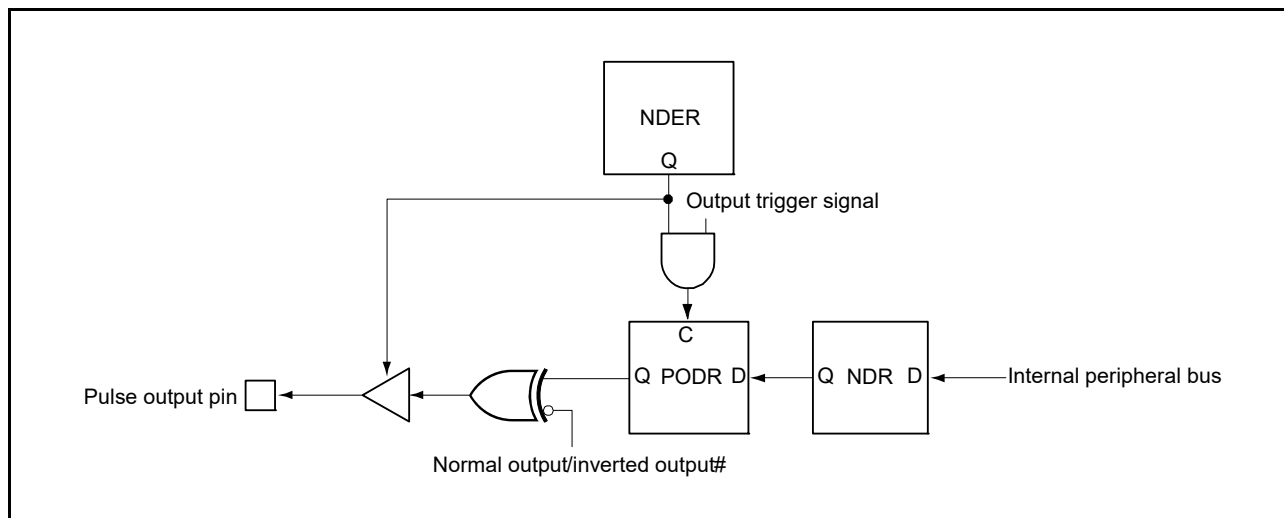 NDER
Q
Output trigger signal
C
Q PODR D
Q NDR D
Internal peripheral bus
Pulse output pin
Normal output/inverted output#